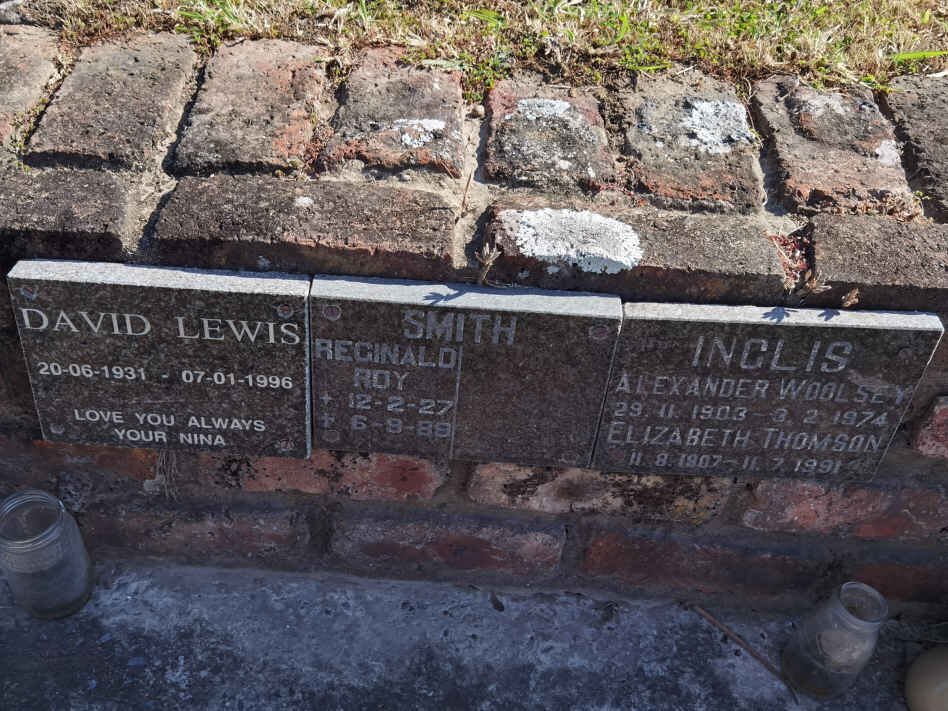 DAVID LEWIS
20-06-1931 - 07-01-1996
LOVE YOU ALWAYS
YOUR NINA
SMITH
REGINALD
ROY
* 12-2-27
+ 6-9-89
INGLIS
ALEXANDER WOOLSEY
29.11.1903-3.2.1974
ELIZABETH THOMSON
11.8.1907-11.7.1991